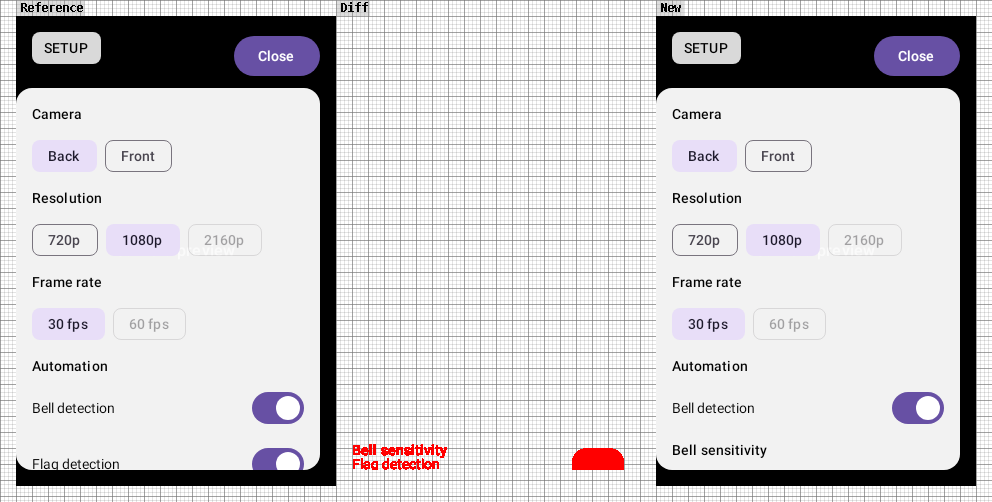 Reference
Diff
New
SETUP
Close
Camera
Back
Front
Resolution
720p
1080p
2160p
preview
Frame rate
30 fps
60 fps
Automation
Bell detection
Flag detection
Bell sensitivity
Flag detection
SETUP
Close
Camera
Back
Front
Resolution
720p
1080p
2160p
preview
Frame rate
30 fps
60 fps
Automation
Bell detection
Bell sensitivity